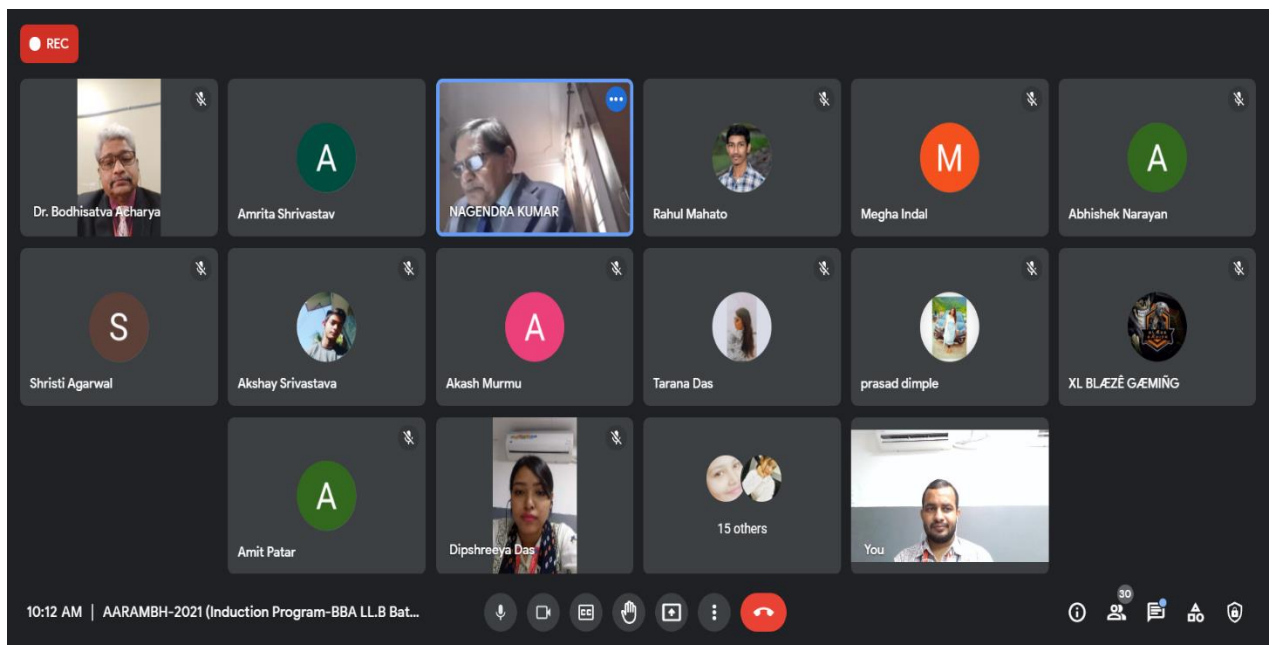 REC
Dr. Bodhisatva Acharya
A
Amrita Shrivastav
NAGENDRA KUMAR
Rahul Mahato
M
Megha Indal
A
Abhishek Narayan
S
Shristi Agarwal
Akshay Srivastava
A
Akash Murmu
Tarana Das
prasad dimple
XL BLÆZÊ GÆMIÑG
A
Amit Patar
Dipshreeya Das
15 others
You
10:12 AM | AARAMBH-2021 (Induction Program-BBA LL.B Bat...
CC
30